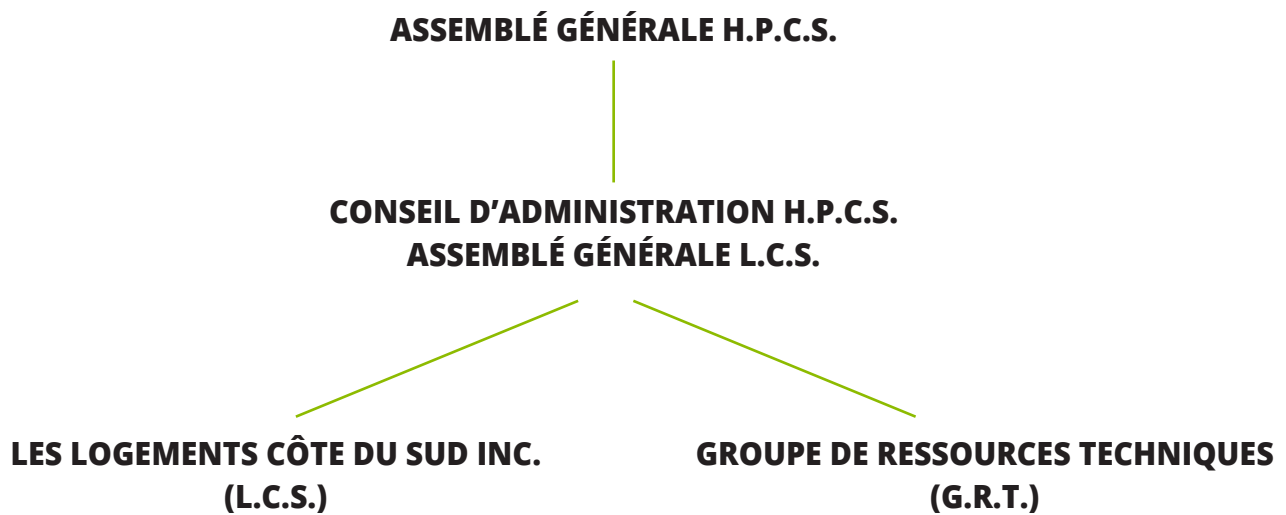 ASSEMBLÉ GÉNÉRALE H.P.C.S.
CONSEIL D’ADMINISTRATION H.P.C.S.
ASSEMBLÉ GÉNÉRALE L.C.S.
LES LOGEMENTS CÔTE DU SUD INC.
(L.C.S.)
GROUPE DE RESSOURCES TECHNIQUES
(G.R.T.)